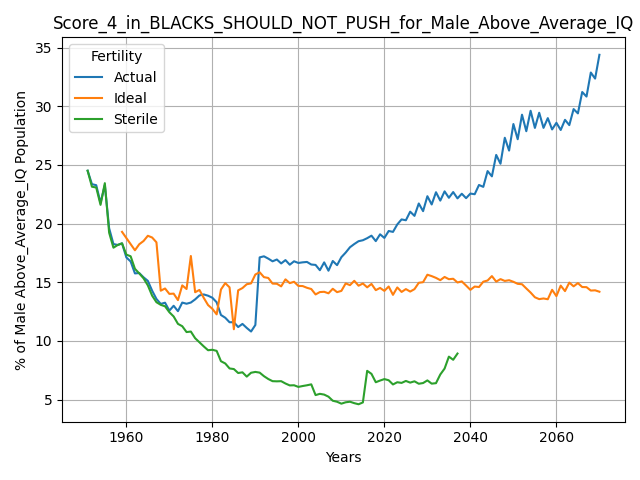 Score_4_in_BLACKS_SHOULD_NOT_PUSH_for_Male_Above_Average_IQ
Fertility
Actual
Ideal
Sterile
% of Male Above_Average_IQ Population
35
30
25
20
15
10
5
1960 1980 2000 2020 2040 2060
Years